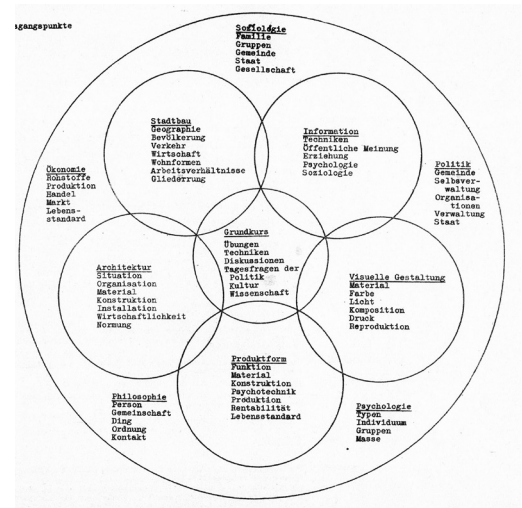 sgangspunkte
Soziologie
Familie
Gruppen
Gemeinde
Staat
Gesellschaft
Stadtbau
Geographie
Bevölkerung
Verkehr
Wirtschaft
Wohnformen
Arbeitsverhältnisse
Gliederrung
Information
Techniken
Öffentliche Meinung
Erziehung
Psychologie
Soziologie
Ökonomie
Rohstoffe
Produktion
Handel
Markt
Lebens-
standard
Politik
Gemeinde
Selbsver-
waltung
Organisa-
tionen
Verwaltung
Staat
Grundkurs
Übungen
Techniken
Diskussionen
Tagesfragen der
Politik
Kultur
Wissenschaft
Architektur
Situation
Organisation
Material
Konstruktion
Installation
Wirtschaftlichkeit
Normung
Visuelle Gestaltung
Material
Farbe
Licht
Komposition
Druck
Reproduktion
Produktform
Funktion
Material
Konstruktion
Psychotechnik
Produktion
Rentabilität
Lebensstandard
Philosophie
Person
Gemeinschaft
Ding
Ordnung
Kontakt
Psychologie
Typen
Individuum
Gruppen
Masse